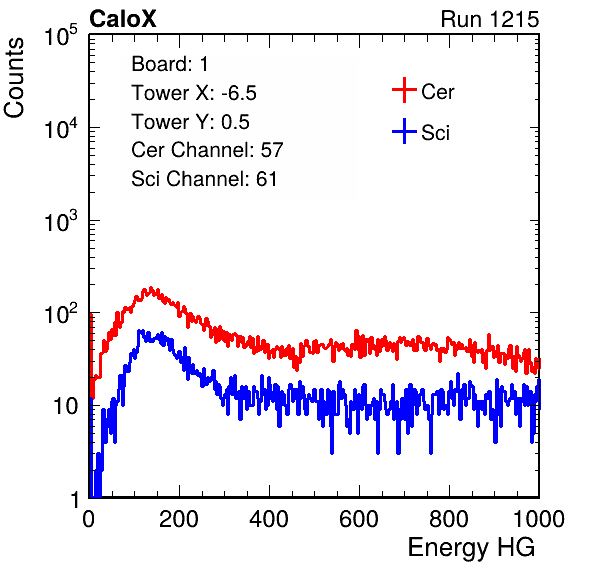 CaloX Run 1215
Counts
Board: 1
Tower X: -6.5
Tower Y: 0.5
Cer Channel: 57
Sci Channel: 61
Cer
Sci
10^5
10^4
10^3
10^2
10
1
0 200 400 600 800 1000
Energy HG